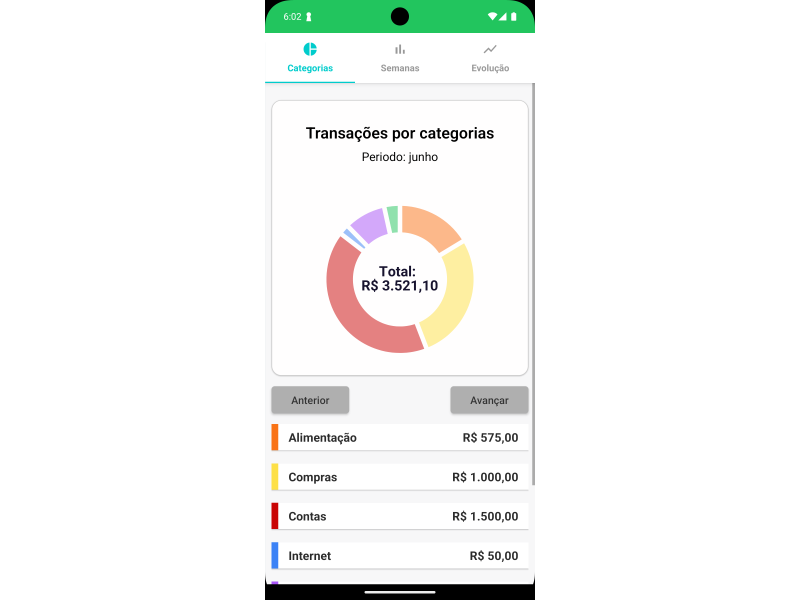 6:02
Categorias
Semanas
Evolução
Transações por categorias
Periodo: junho
Total:
R$ 3.521,10
Anterior
Avançar
Alimentação R$ 575,00
Compras R$ 1.000,00
Contas R$ 1.500,00
Internet R$ 50,00